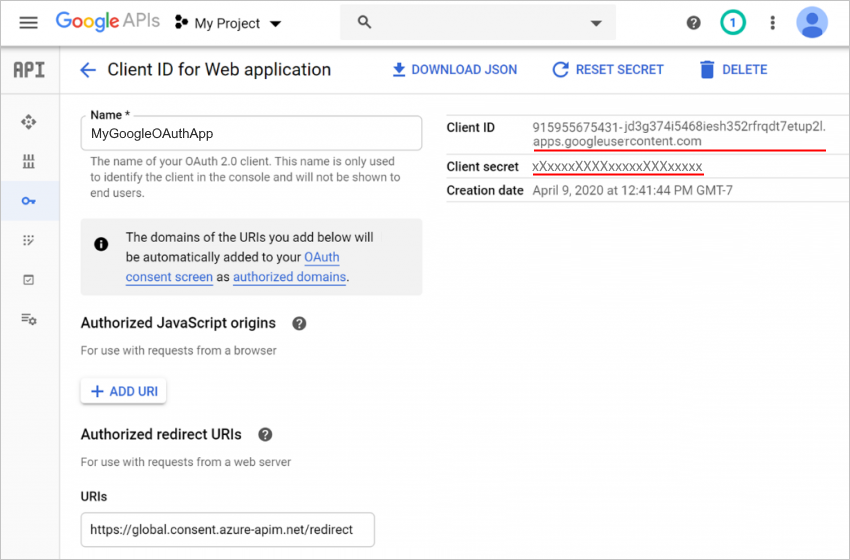 Google APIs My Project 1
API Client ID for Web application DOWNLOAD JSON RESET SECRET DELETE
Name *
MyGoogleOAuthApp
The name of your OAuth 2.0 client. This name is only used
to identify the client in the console and will not be shown to
end users.
The domains of the URIs you add below will
be automatically added to your OAuth
consent screen as authorized domains.
Authorized JavaScript origins
For use with requests from a browser
ADD URI
Authorized redirect URIs
For use with requests from a web server
URIs
https://global.consent.azure-apim.net/redirect
Client ID 915955675431-jd3g374i5468iesh352rfrqdt7etup2l.
apps.googleusercontent.com
Client secret xXxxxxXXXXxxxxxXXXxxxxx
Creation date April 9, 2020 at 12:41:44 PM GMT-7